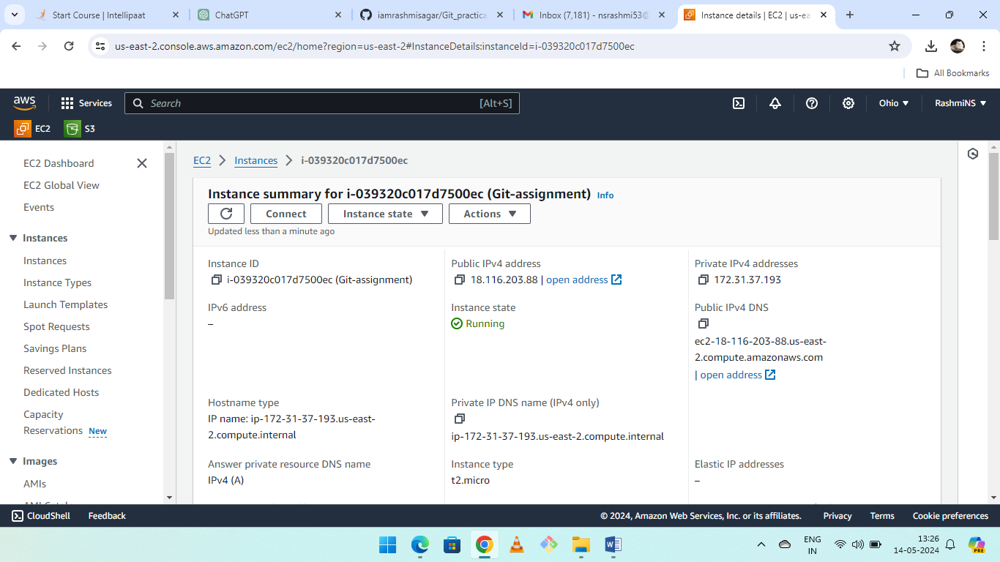 Start Course | Intellipaat
ChatGPT
iamrashmisagar/Git_practica
Inbox (7,181) - nsrashmi53@
Instance details | EC2 | us-ea
us-east-2.console.aws.amazon.com/ec2/home?region=us-east-2#InstanceDetails:instanceId=i-039320c017d7500ec
All Bookmarks
aws
Services
Search
[Alt+S]
Ohio
RashmiNS
EC2
S3
EC2 Dashboard
EC2 Global View
Events
Instances
Instances
Instance Types
Launch Templates
Spot Requests
Savings Plans
Reserved Instances
Dedicated Hosts
Capacity
Reservations New
Images
AMIs
EC2 > Instances > i-039320c017d7500ec
Instance summary for i-039320c017d7500ec (Git-assignment) Info
Connect
Instance state
Actions
Updated less than a minute ago
Instance ID
i-039320c017d7500ec (Git-assignment)
Public IPv4 address
18.116.203.88 | open address
Private IPv4 addresses
172.31.37.193
IPv6 address
–
Instance state
Running
Public IPv4 DNS
ec2-18-116-203-88.us-east-
2.compute.amazonaws.com
| open address
Hostname type
IP name: ip-172-31-37-193.us-east-
2.compute.internal
Private IP DNS name (IPv4 only)
ip-172-31-37-193.us-east-2.compute.internal
Answer private resource DNS name
IPv4 (A)
Instance type
t2.micro
Elastic IP addresses
–
CloudShell
Feedback
© 2024, Amazon Web Services, Inc. or its affiliates.
Privacy
Terms
Cookie preferences
ENG
IN
13:26
14-05-2024
PRE